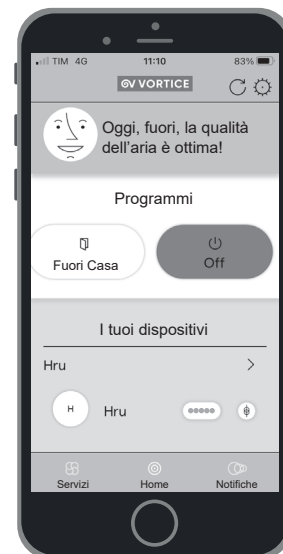 TIM 4G 11:10 83%
VORTICE
Oggi, fuori, la qualità
dell'aria è ottima!
Programmi
Fuori Casa
Off
I tuoi dispositivi
Hru
H Hru
Servizi Home Notifiche